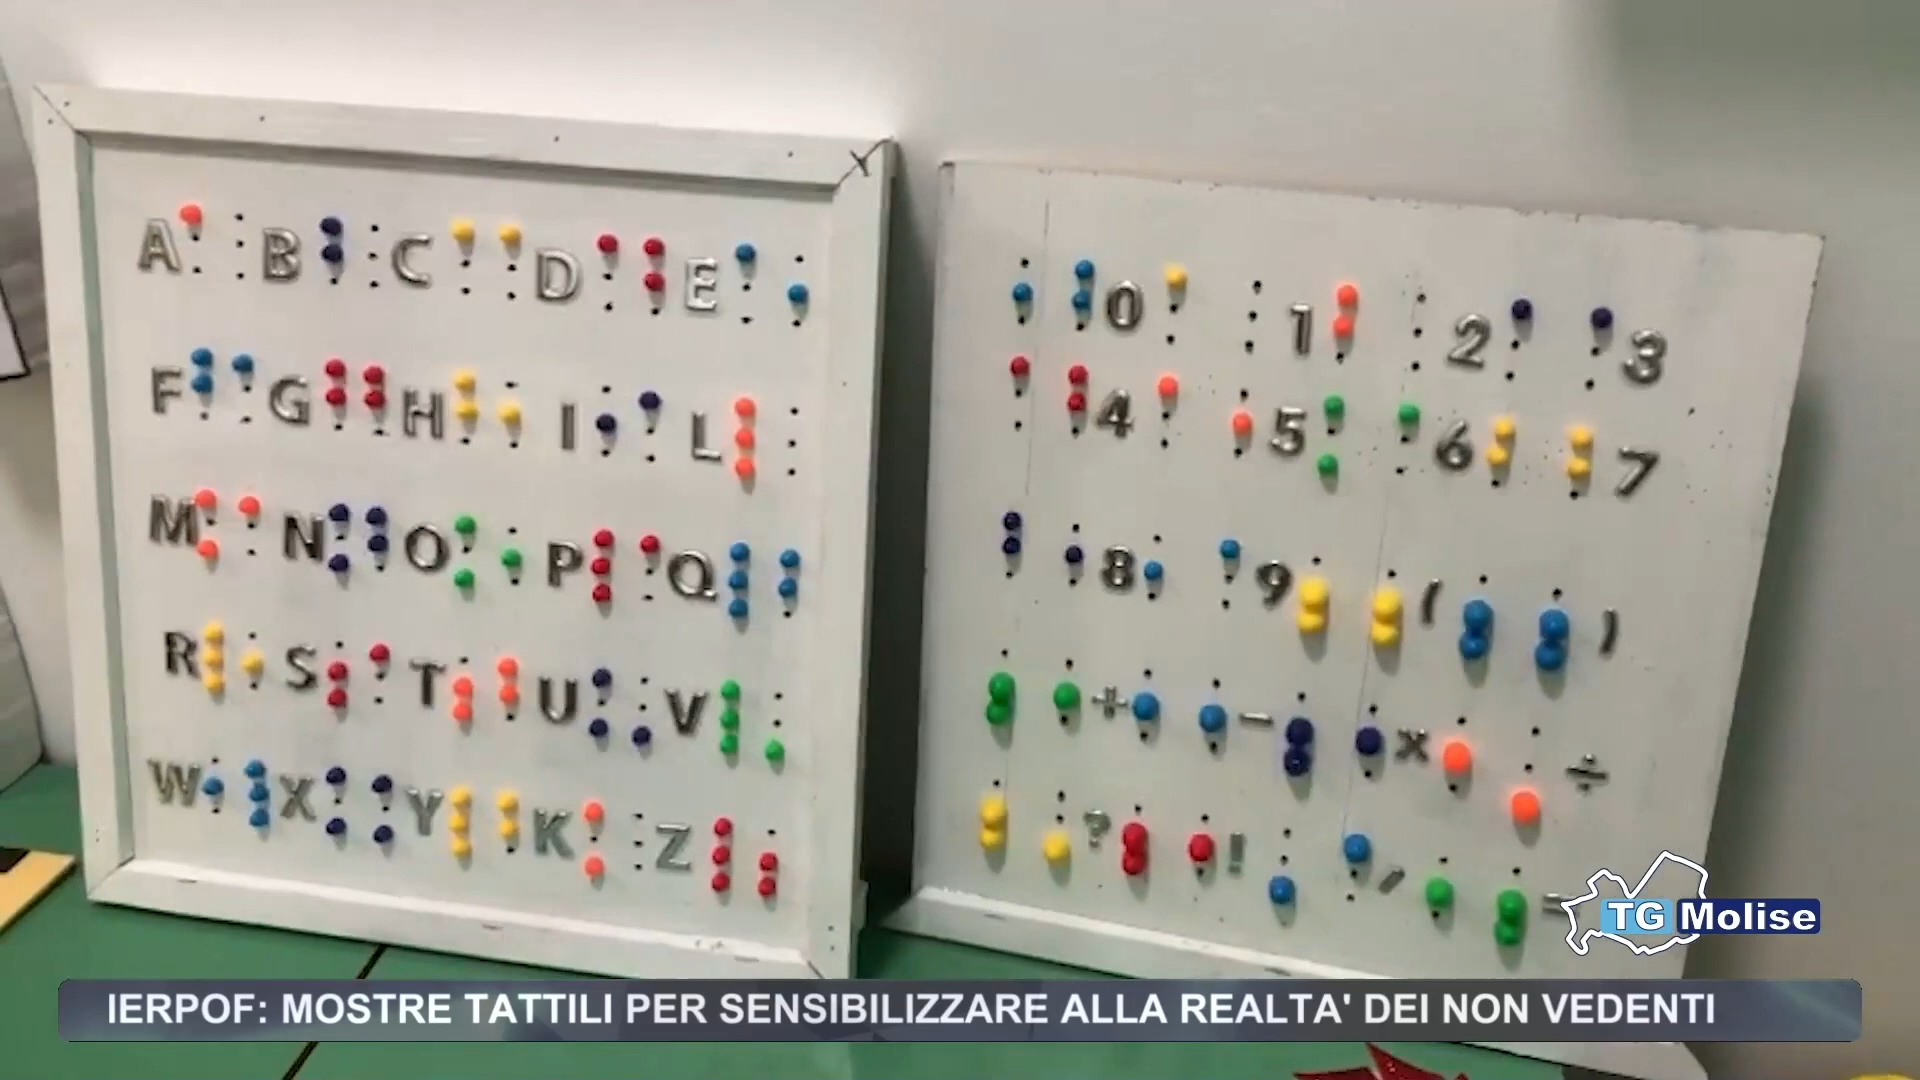 A B C D E
F G H I L
M N O P Q
R S T U V
W X Y K Z
0 1 2 3
4 5 6 7
8 9 ( )
+ - x ÷
? ! , -
TG Molise
IERPOF: MOSTRE TATTILI PER SENSIBILIZZARE ALLA REALTA' DEI NON VEDENTI